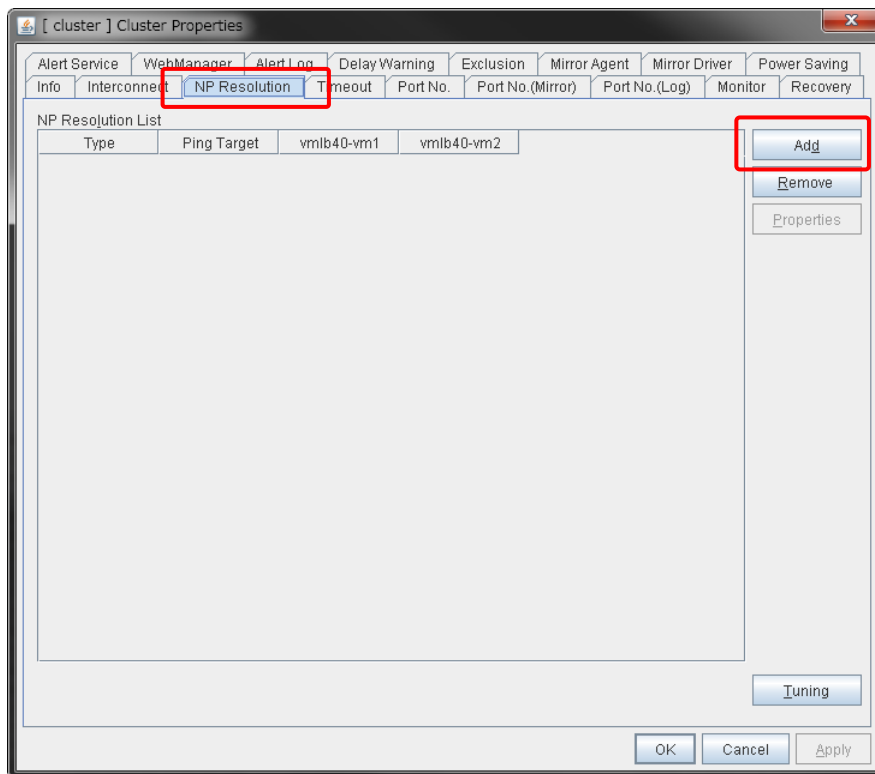 [ cluster ] Cluster Properties
x
Alert Service WebManager Alert Log Delay Warning Exclusion Mirror Agent Mirror Driver Power Saving
Info Interconnect NP Resolution Timeout Port No. Port No.(Mirror) Port No.(Log) Monitor Recovery
NP Resolution List
Type Ping Target vmlb40-vm1 vmlb40-vm2
Add
Remove
Properties
Tuning
OK Cancel Apply